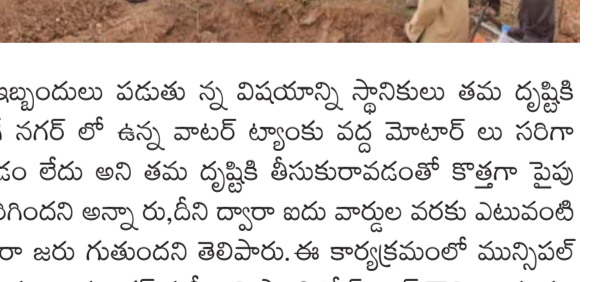 ఇబ్బందులు పడుతు న్న విషయాన్ని స్థానికులు తమ దృష్టికి
నగర్ లో ఉన్న వాటర్ ట్యాంకు వద్ద మోటార్ లు సరిగా
డం లేదు అని తమ దృష్టికి తీసుకురావడంతో కొత్తగా పైపు
రిగిందని అన్నా రు,దీని ద్వారా ఐదు వార్డుల వరకు ఎటువంటి
రా జరు గుతుందని తెలిపారు.ఈ కార్యక్రమంలో మున్సిపల్